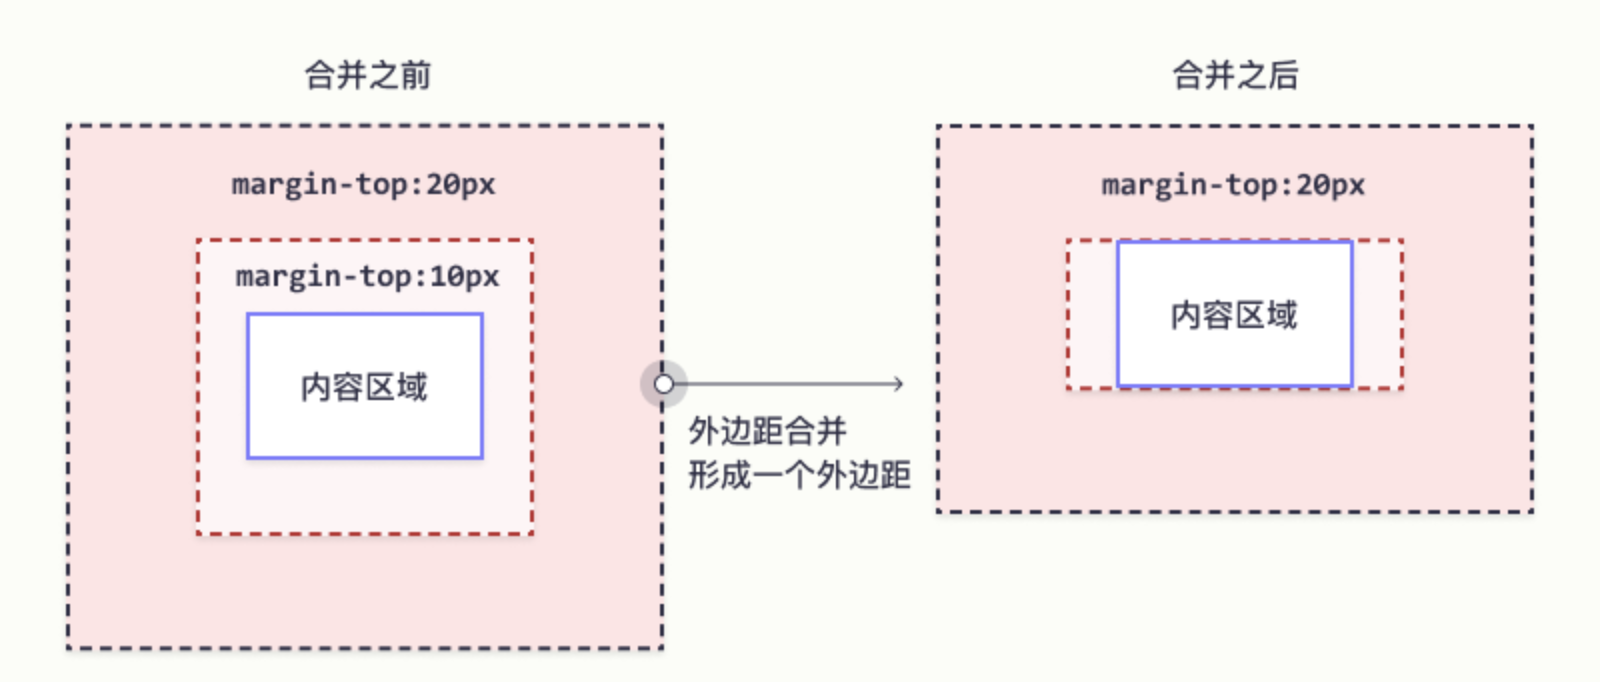 合并之前
合并之后
margin-top:20px
margin-top:10px
内容区域
外边距合并
形成一个外边距
margin-top:20px
内容区域